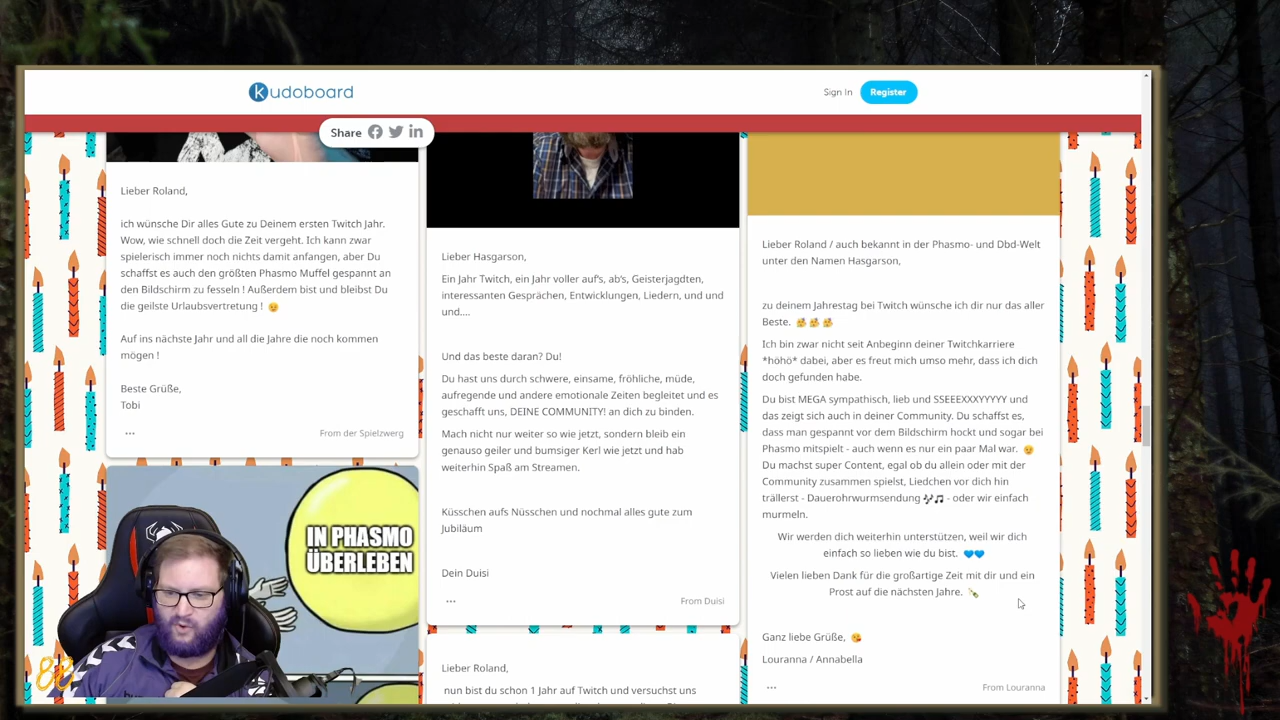 kudoboard
Sign In
Register
Share
Lieber Roland,
ich wünsche Dir alles Gute zu Deinem ersten Twitch Jahr.
Wow, wie schnell doch die Zeit vergeht. Ich kann zwar
spielerisch immer noch nichts damit anfangen, aber Du
schaffst es auch den größten Phasmo Muffel gespannt an
den Bildschirm zu fesseln ! Außerdem bist und bleibst Du
die geilste Urlaubsvertretung ! 😉
Auf ins nächste Jahr und all die Jahre die noch kommen
mögen !
Beste Grüße,
Tobi
...
From der Spielzwerg
IN PHASMO
ÜBERLEBEN
88
Lieber Hasgarson,
Ein Jahr Twitch, ein Jahr voller auf's, ab's, Geisterjagdten,
interessanten Gesprächen, Entwicklungen, Liedern, und und
und....
Und das beste daran? Du!
Du hast uns durch schwere, einsame, fröhliche, müde,
aufregende und andere emotionale Zeiten begleitet und es
geschafft uns, DEINE COMMUNITY! an dich zu binden.
Mach nicht nur weiter so wie jetzt, sondern bleib ein
genauso geiler und bumsiger Kerl wie jetzt und hab
weiterhin Spaß am Streamen.
Küsschen aufs Nüsschen und nochmal alles gute zum
Jubiläum
Dein Duisi
...
From Duisi
Lieber Roland,
nun bist du schon 1 Jahr auf Twitch und versuchst uns
Lieber Roland / auch bekannt in der Phasmo- und Dbd-Welt
unter den Namen Hasgarson,
zu deinem Jahrestag bei Twitch wünsche ich dir nur das aller
Beste. 🥳🥳🥳
Ich bin zwar nicht seit Anbeginn deiner Twitchkarriere
*höhö* dabei, aber es freut mich umso mehr, dass ich dich
doch gefunden habe.
Du bist MEGA sympathisch, lieb und SSEEEXXXYYYYY und
das zeigt sich auch in deiner Community. Du schaffst es,
dass man gespannt vor dem Bildschirm hockt und sogar bei
Phasmo mitspielt - auch wenn es nur ein paar Mal war. 😉
Du machst super Content, egal ob du allein oder mit der
Community zusammen spielst, Liedchen vor dich hin
trällerst - Dauerohrwurmsendung 🎶🎵 - oder wir einfach
murmeln.
Wir werden dich weiterhin unterstützen, weil wir dich
einfach so lieben wie du bist. 💙💙
Vielen lieben Dank für die großartige Zeit mit dir und ein
Prost auf die nächsten Jahre. 🍾
Ganz liebe Grüße, 😘
Louranna / Annabella
...
From Louranna